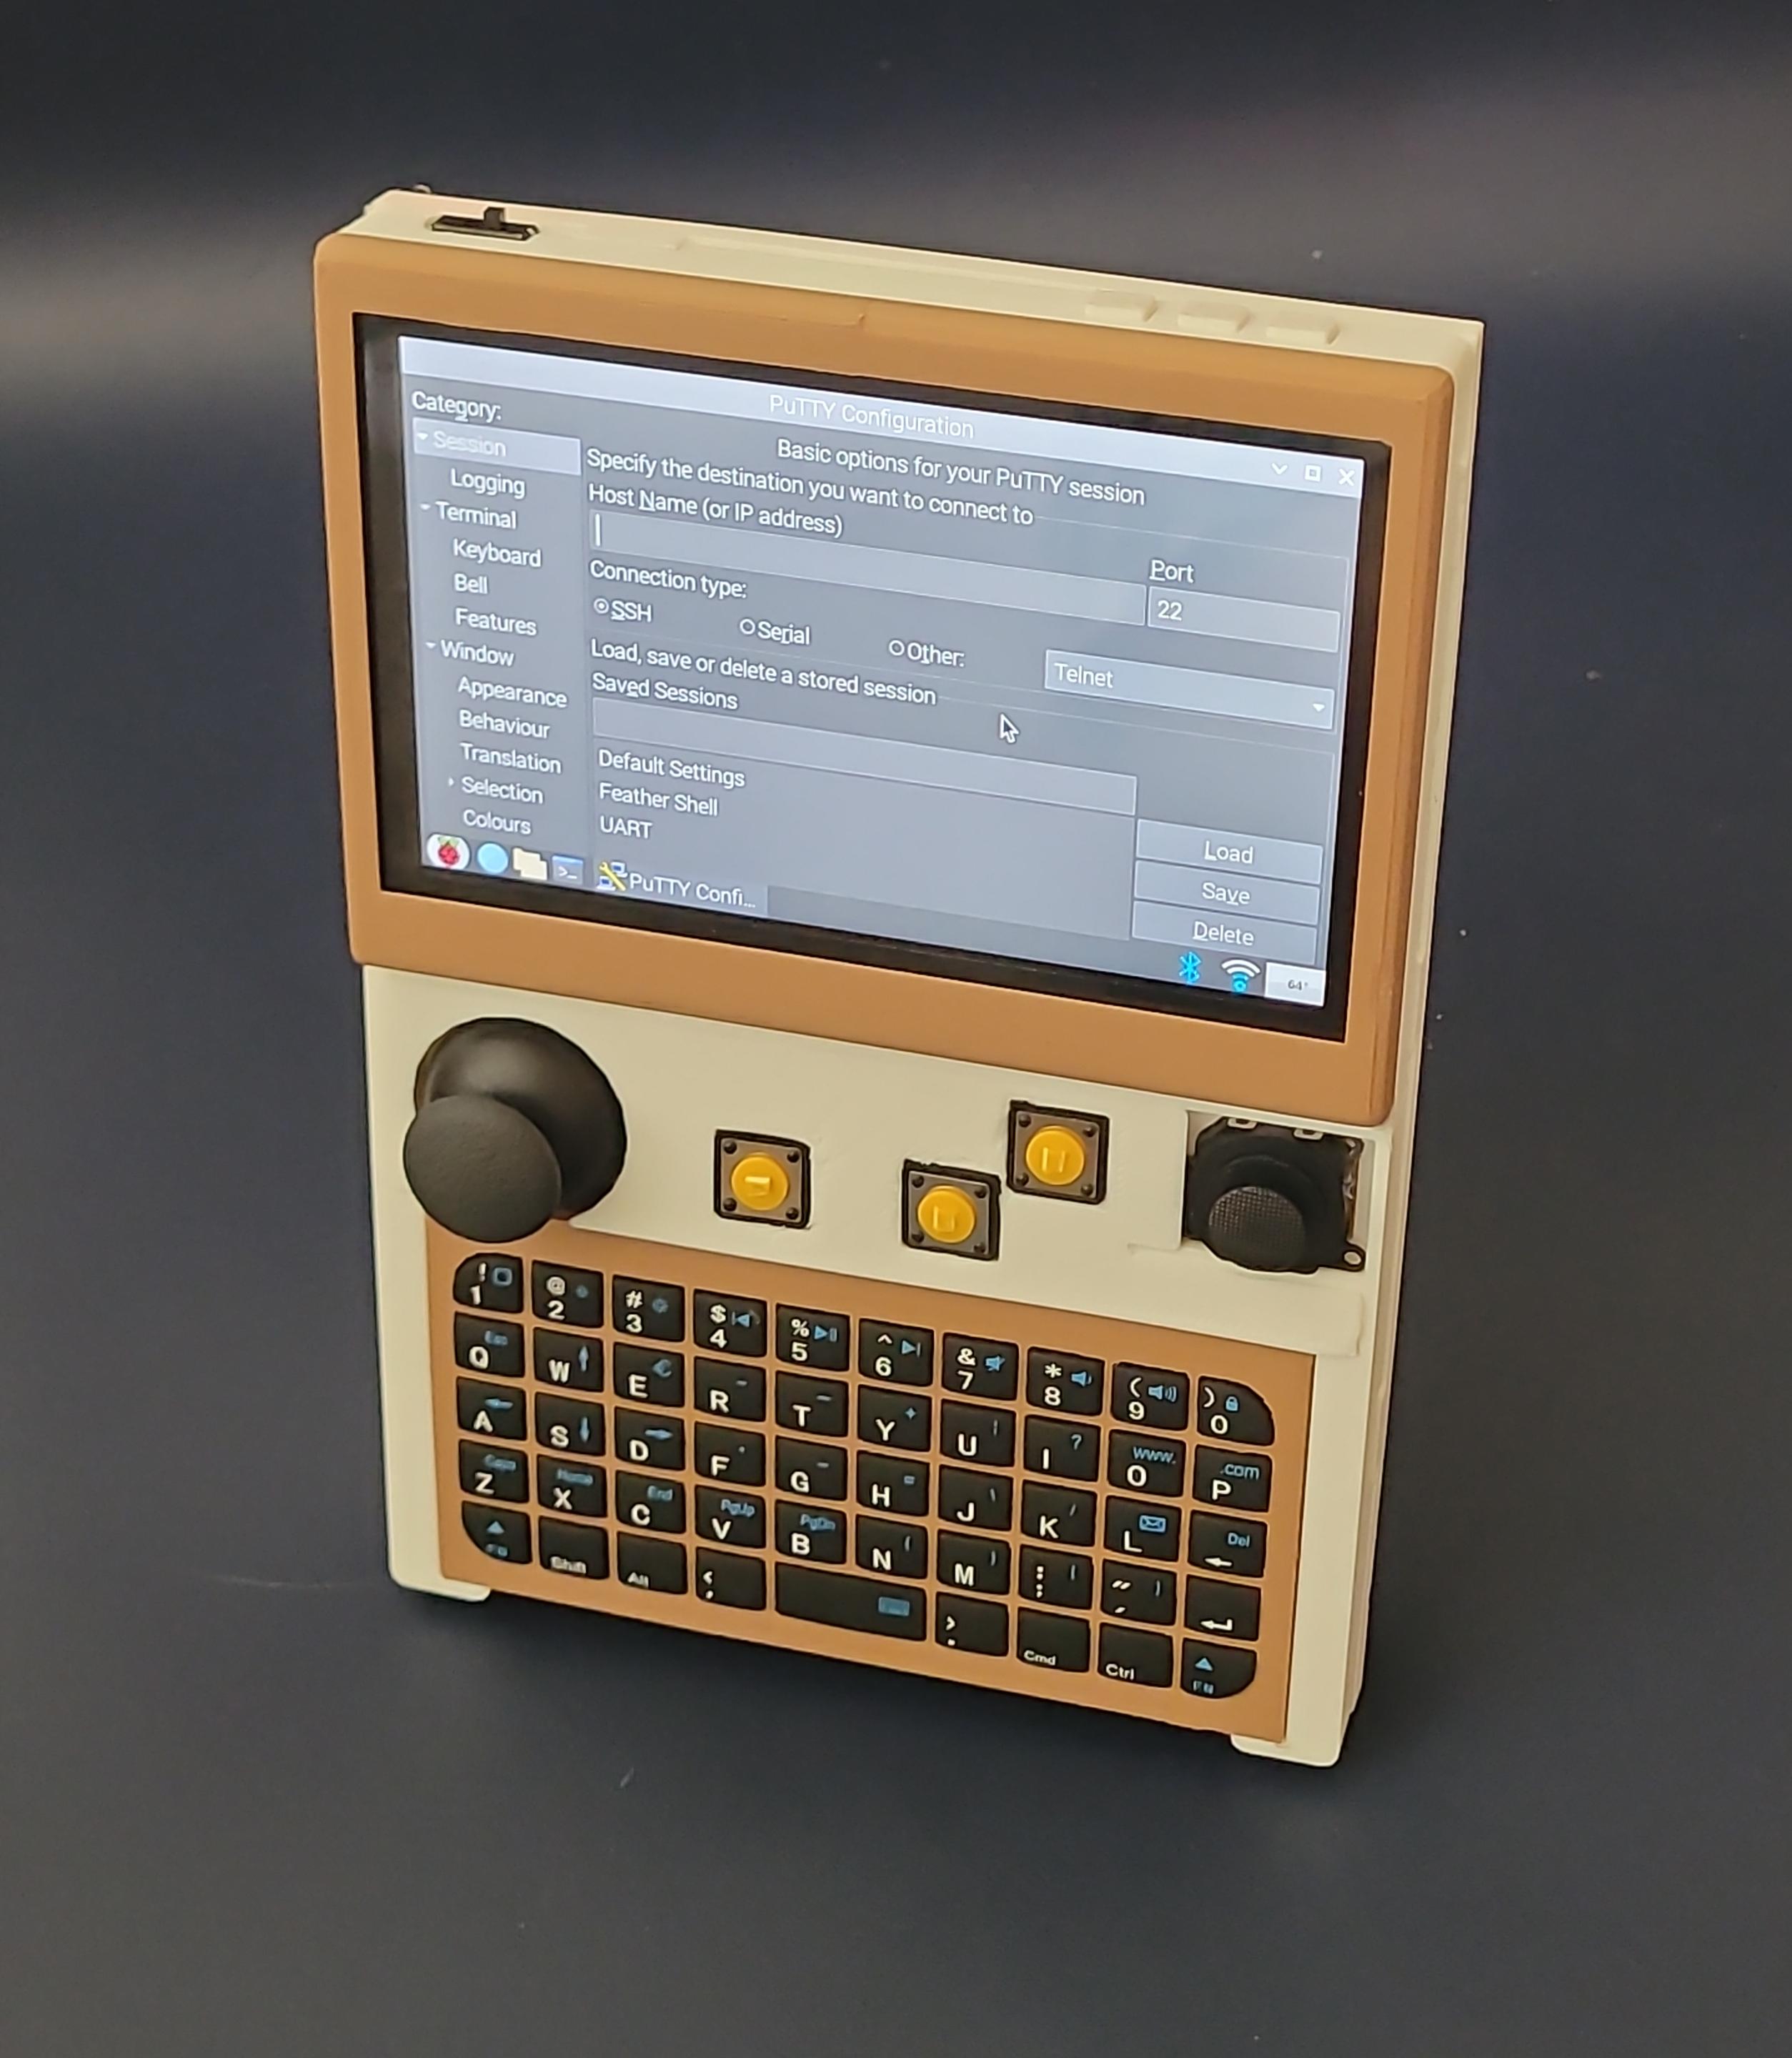 PuTTY Configuration
Category:
Session
Logging
Terminal
Keyboard
Bell
Features
Window
Appearance
Behaviour
Translation
Selection
Colours
Basic options for your PuTTY session
Specify the destination you want to connect to
Host Name (or IP address)
Port
22
Connection type:
SSH
Serial
Other:
Telnet
Load, save or delete a stored session
Saved Sessions
Default Settings
Feather Shell
UART
Load
Save
Delete
>_ PuTTY Confi...
64°
! 1 @ 2 # 3 $ 4 % 5 ^ 6 & 7 * 8 ( 9 ) 0
Esc Q W E R T Y U I ? www. O .com P
A S D F G H J K L Del
Caps Z Home X End C PgUp V PgDn B N M : ; "
FN Shift Alt < , > . Cmd Ctrl FN